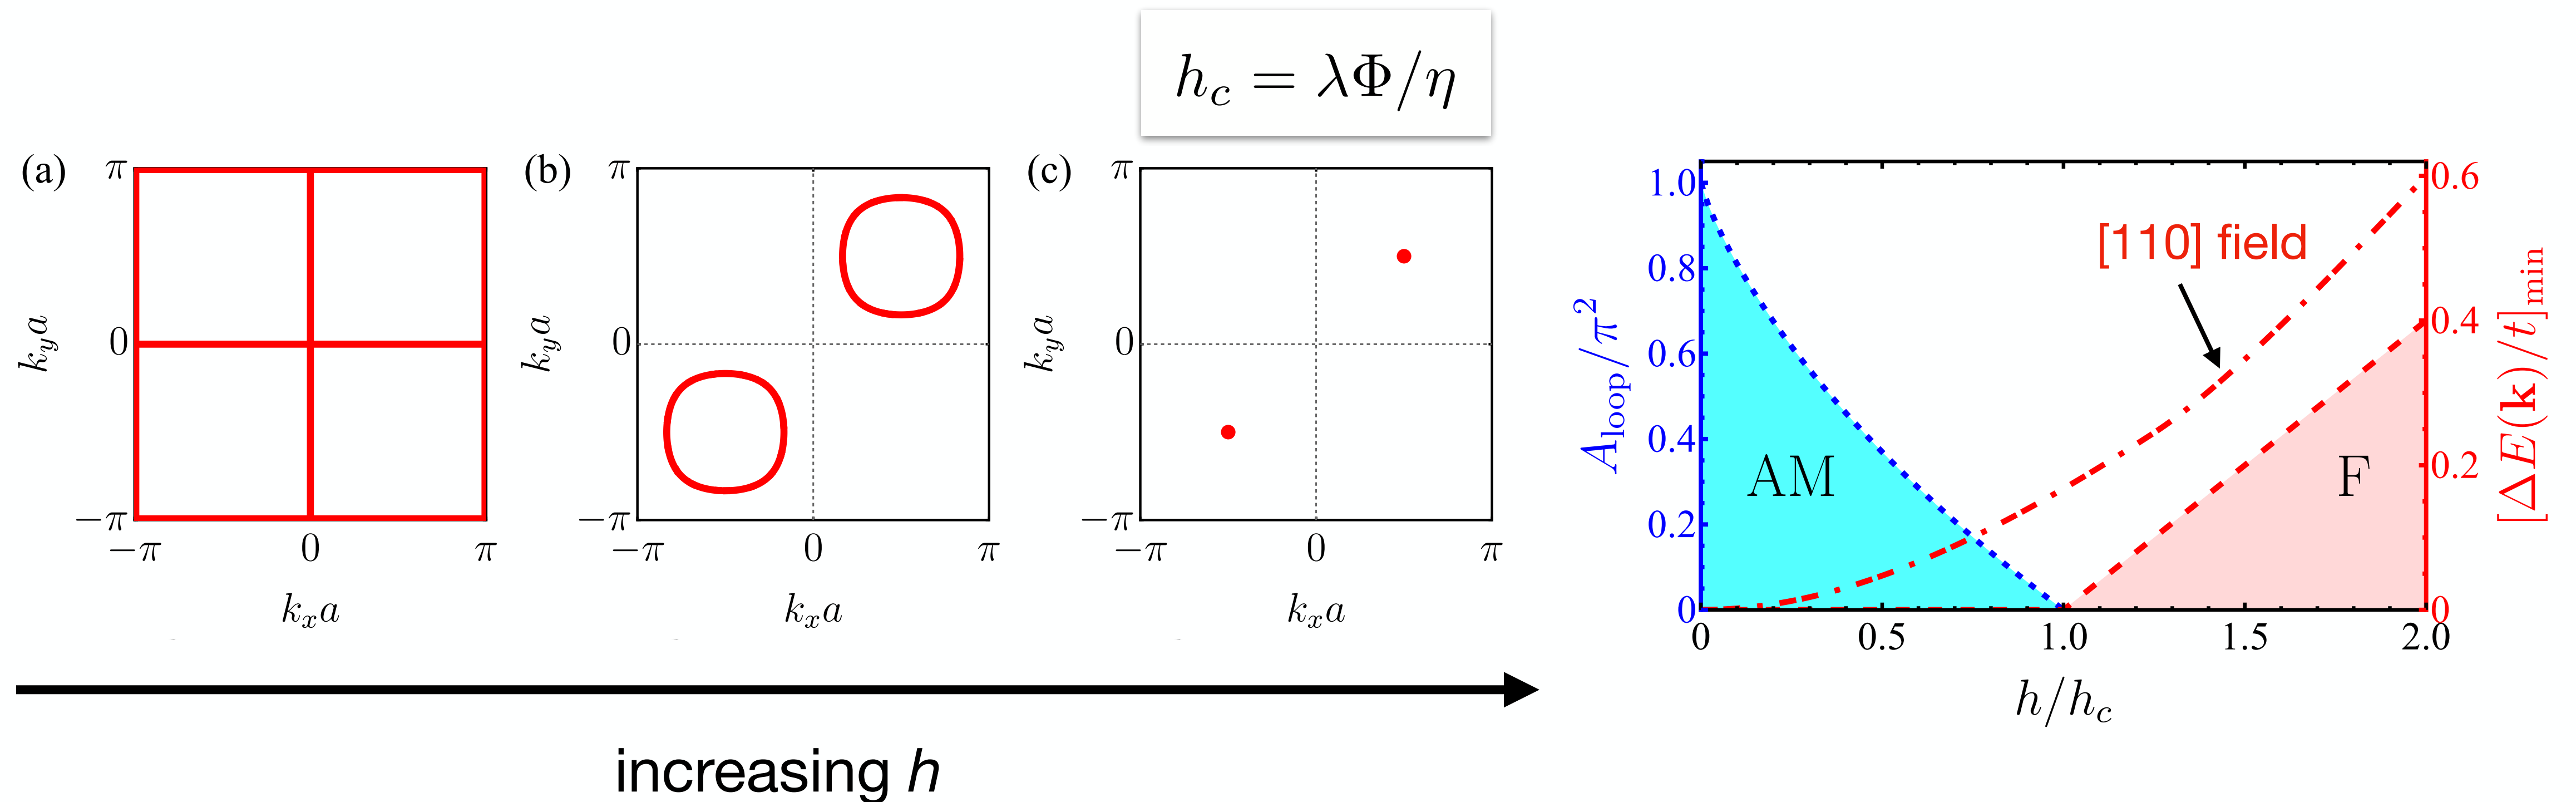 h_c = λΦ/η
(a)
π
0
−π
k_y a
−π 0 π
k_x a
(b)
π
0
−π
k_y a
−π 0 π
k_x a
(c)
π
0
−π
k_y a
−π 0 π
k_x a
increasing h
1.0
0.8
0.6
0.4
0.2
0
A_loop/π²
[110] field
AM
F
0.6
0.4
0.2
0
[ΔE(k)/t]_min
0 0.5 1.0 1.5 2.0
h/h_c